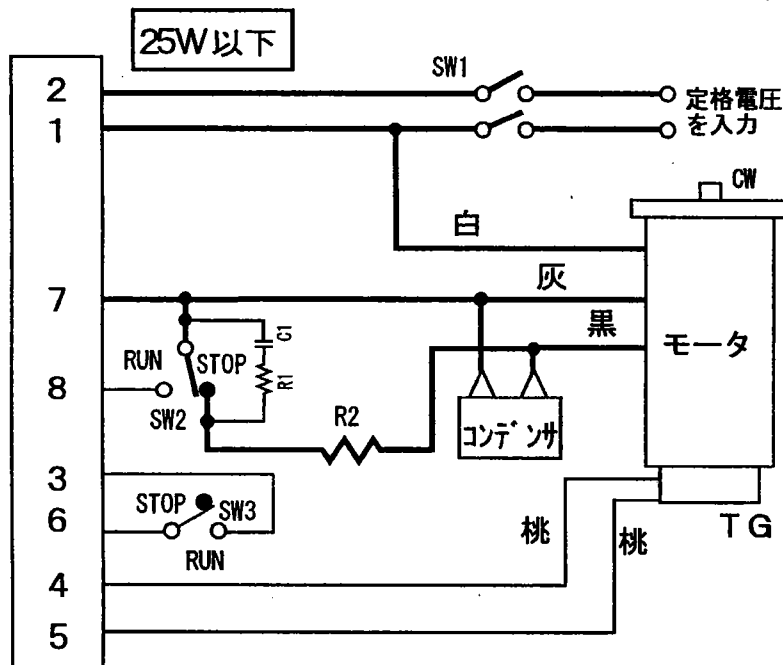 25W以下
2
1
SW1
定格電圧
を入力
CW
白
7
灰
C1
黒
RUN
STOP
R1
モータ
8
SW2
R2
コンデンサ
3
STOP
SW3
6
RUN
桃
桃
TG
4
5